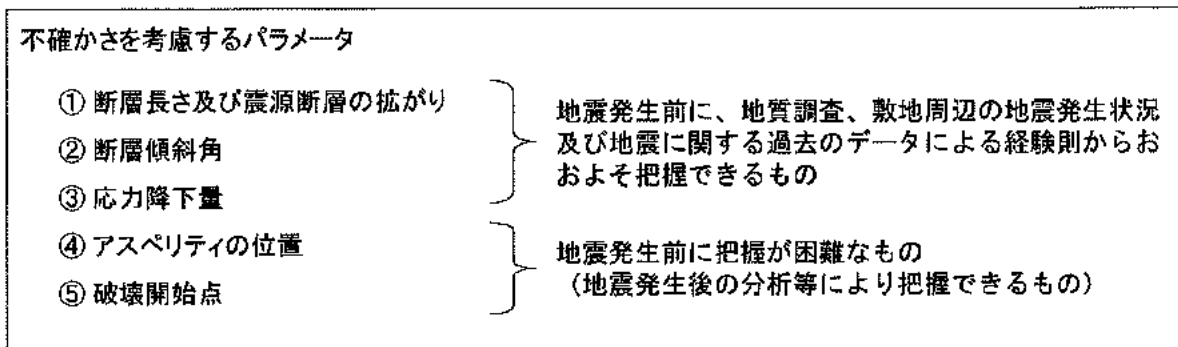 不確かさを考慮するパラメータ
① 断層長さ及び震源断層の拡がり
② 断層傾斜角
③ 応力降下量
地震発生前に、地質調査、敷地周辺の地震発生状況
及び地震に関する過去のデータによる経験則からお
およそ把握できるもの
④ アスペリティの位置
⑤ 破壊開始点
地震発生前に把握が困難なもの
（地震発生後の分析等により把握できるもの）